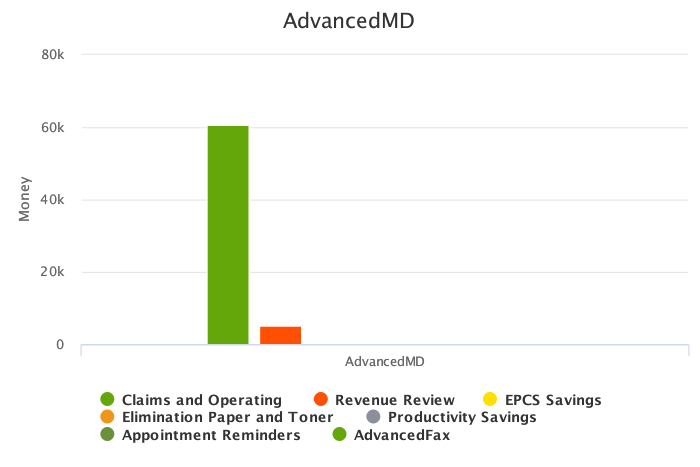 AdvancedMD
80k
60k
40k
20k
0
Money
AdvancedMD
Claims and Operating Revenue Review EPCS Savings
Elimination Paper and Toner Productivity Savings
Appointment Reminders AdvancedFax